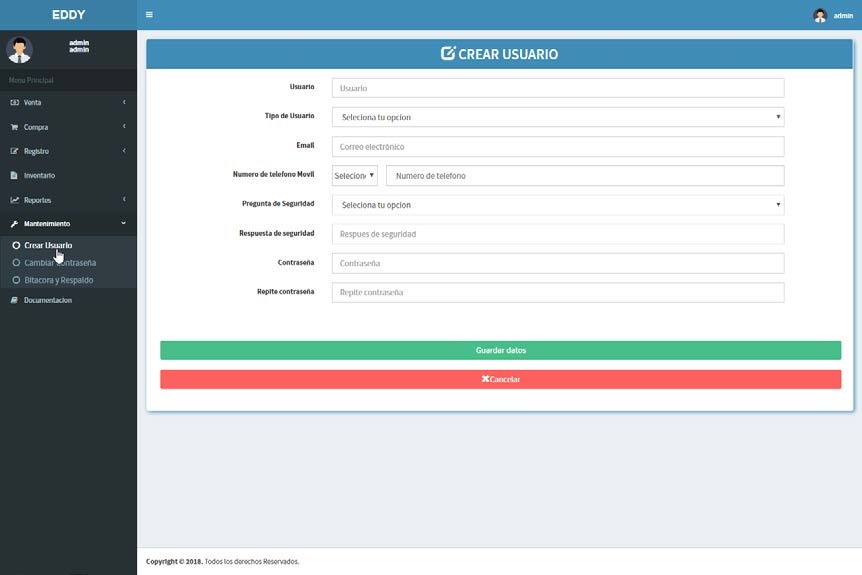 EDDY
admin
admin
admin
Menu Principal
Venta
Compra
Registro
Inventario
Reportes
Mantenimiento
Crear Usuario
Cambiar Contraseña
Bitacora y Respaldo
Documentacion
CREAR USUARIO
Usuario Usuario
Tipo de Usuario Seleciona tu opcion
Email Correo electrónico
Numero de telefono Movil Selecion Numero de telefono
Pregunta de Seguridad Seleciona tu opcion
Respuesta de seguridad Respues de seguridad
Contraseña Contraseña
Repite contraseña Repite contraseña
Guardar datos
Cancelar
Copyright © 2018. Todos los derechos Reservados.